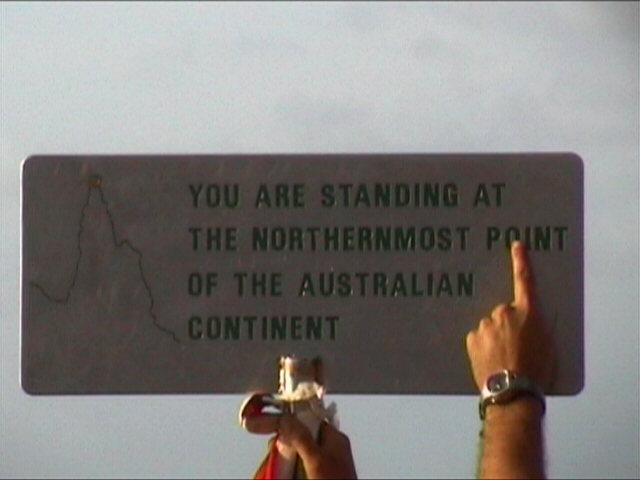 YOU ARE STANDING AT
THE NORTHERNMOST POINT
OF THE AUSTRALIAN
CONTINENT